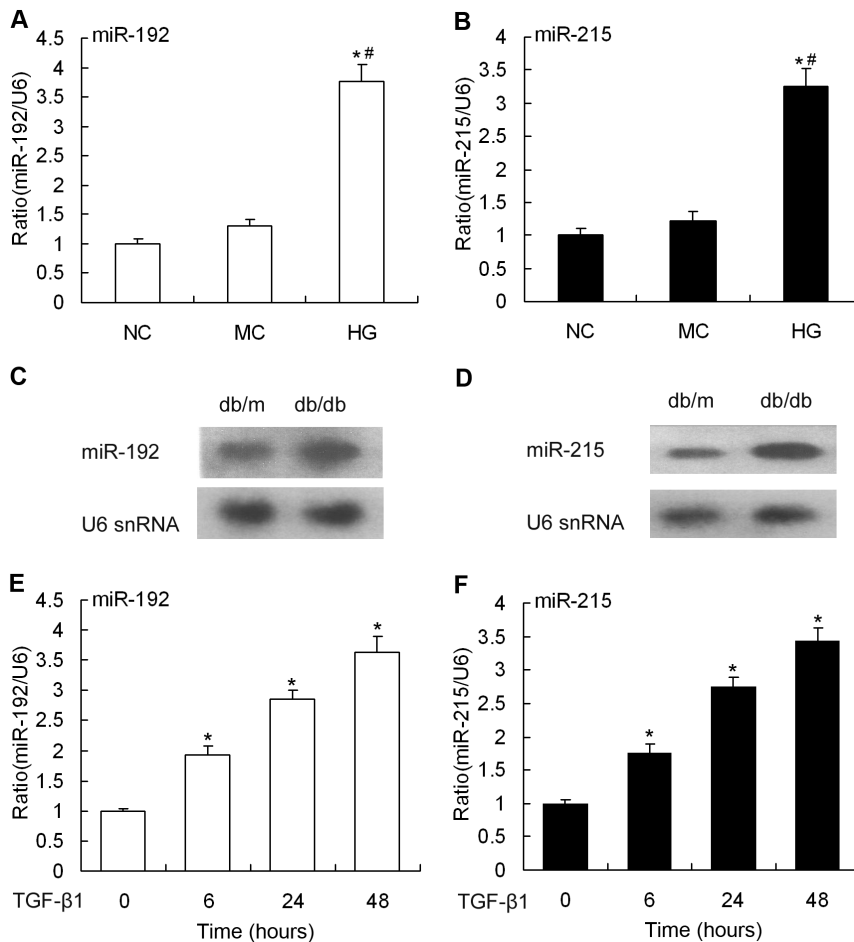 A
miR-192
Ratio(miR-192/U6)
4.5
4
3.5
3
2.5
2
1.5
1
0.5
0
*#
NC MC HG
B
miR-215
Ratio(miR-215/U6)
4
3.5
3
2.5
2
1.5
1
0.5
0
*#
NC MC HG
C
db/m db/db
miR-192
U6 snRNA
D
db/m db/db
miR-215
U6 snRNA
E
miR-192
Ratio(miR-192/U6)
4.5
4
3.5
3
2.5
2
1.5
1
0.5
0
* * *
TGF-β1 0 6 24 48
Time (hours)
F
miR-215
Ratio(miR-215/U6)
4
3.5
3
2.5
2
1.5
1
0.5
0
* * *
TGF-β1 0 6 24 48
Time (hours)